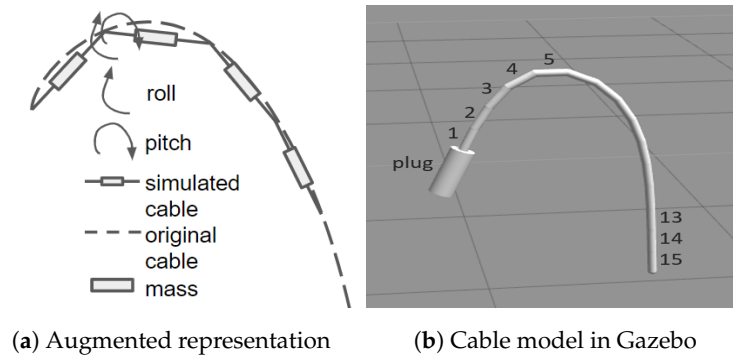 roll
pitch
simulated
cable
original
cable
mass
plug
1
2
3
4
5
13
14
15
(a) Augmented representation
(b) Cable model in Gazebo